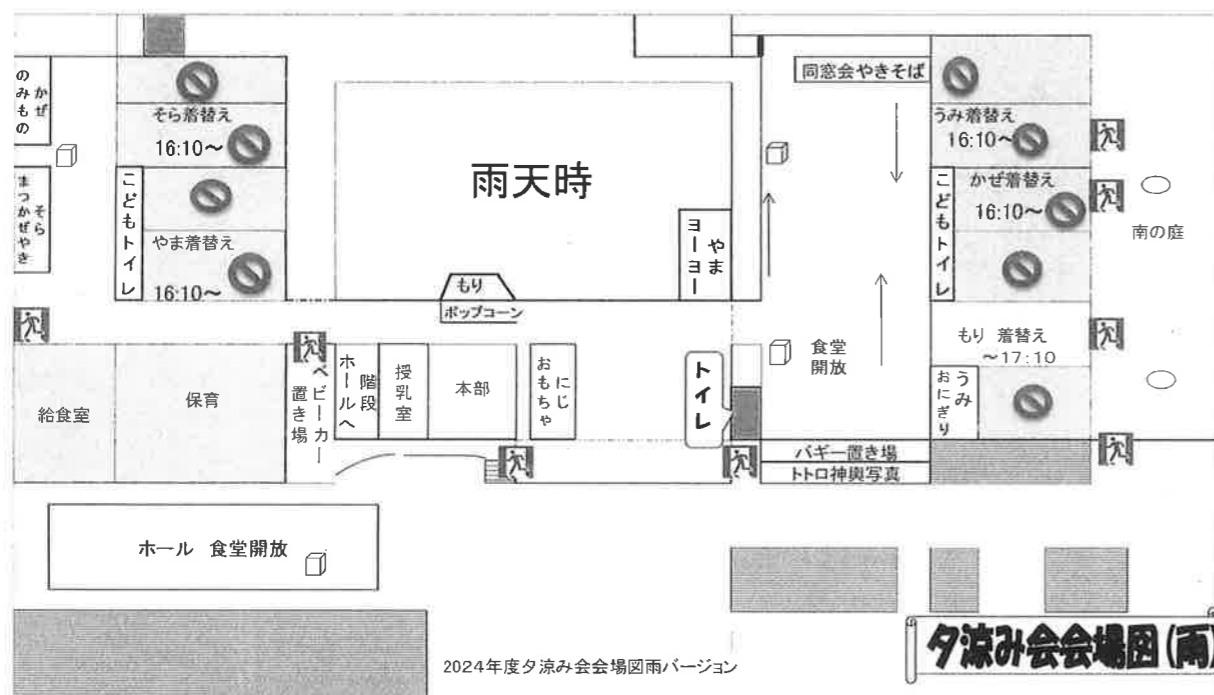 かぜ
のみもの
そら
まつかぜやき
そら着替え
16:10～
こどもトイレ
やま着替え
16:10～
雨天時
もり
ポップコーン
やま
ヨーヨー
同窓会やきそば
うみ着替え
16:10～
こどもトイレ
かぜ着替え
16:10～
南の庭
もり 着替え
～17:10
うみ
おにぎり
食堂
開放
トイレ
給食室
保育
ベビーカー
置き場
階段
ホールへ
授乳室
本部
にじ
おもちゃ
バギー置き場
トトロ神輿写真
ホール 食堂開放
2024年度夕涼み会会場図雨バージョン
夕涼み会会場図(雨)